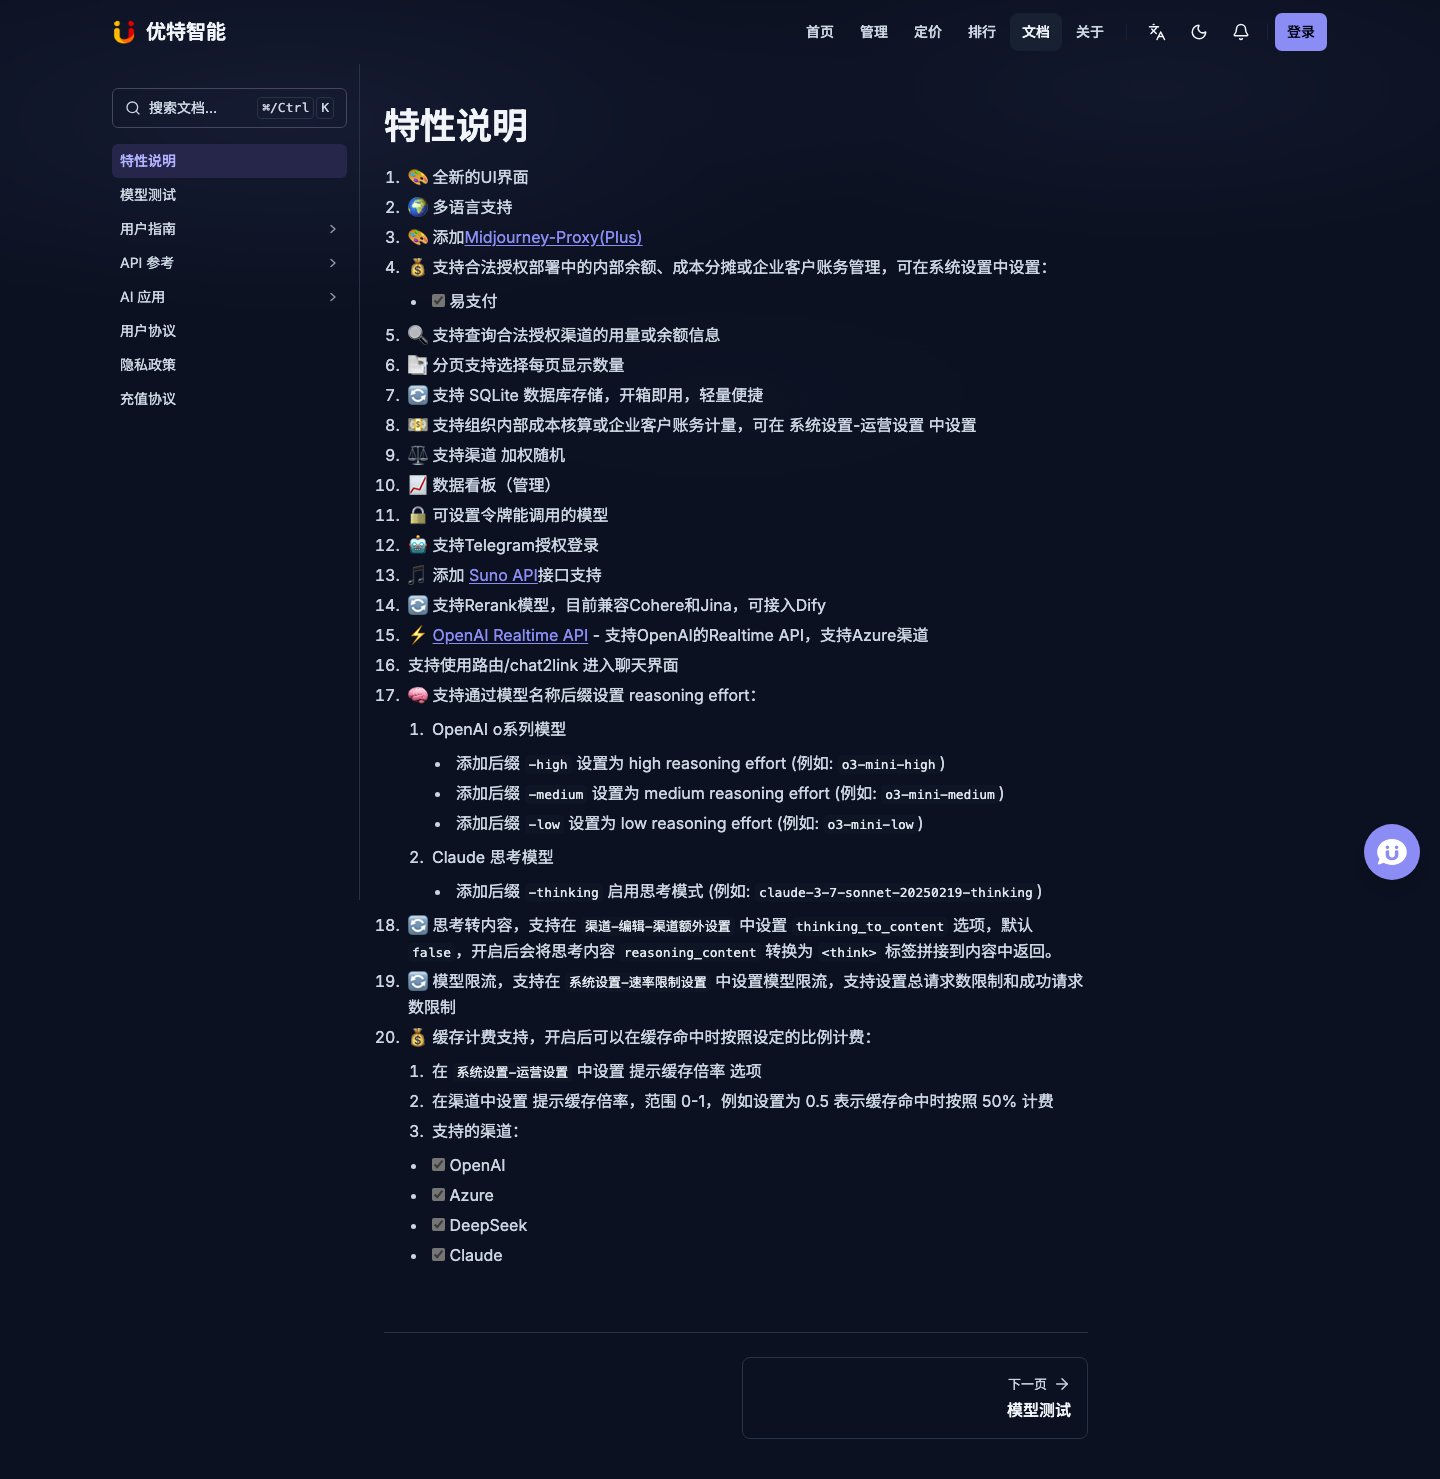 优特智能
首页 管理 定价 排行 文档 关于 登录
搜索文档... ⌘/Ctrl K
特性说明
模型测试
用户指南
API 参考
AI 应用
用户协议
隐私政策
充值协议
特性说明
1. 🎨 全新的UI界面
2. 🌍 多语言支持
3. 🎨 添加Midjourney-Proxy(Plus)
4. 💰 支持合法授权部署中的内部余额、成本分摊或企业客户账务管理，可在系统设置中设置：
易支付
5. 🔍 支持查询合法授权渠道的用量或余额信息
6. 📑 分页支持选择每页显示数量
7. 🔄 支持 SQLite 数据库存储，开箱即用，轻量便捷
8. 💵 支持组织内部成本核算或企业客户账务计量，可在 系统设置-运营设置 中设置
9. ⚖️ 支持渠道 加权随机
10. 📈 数据看板（管理）
11. 🔒 可设置令牌能调用的模型
12. 🤖 支持Telegram授权登录
13. 🎵 添加 Suno API接口支持
14. 🔄 支持Rerank模型，目前兼容Cohere和Jina，可接入Dify
15. ⚡ OpenAI Realtime API - 支持OpenAI的Realtime API，支持Azure渠道
16. 支持使用路由/chat2link 进入聊天界面
17. 🧠 支持通过模型名称后缀设置 reasoning effort：
1. OpenAI o系列模型
添加后缀 -high 设置为 high reasoning effort (例如: o3-mini-high)
添加后缀 -medium 设置为 medium reasoning effort (例如: o3-mini-medium)
添加后缀 -low 设置为 low reasoning effort (例如: o3-mini-low)
2. Claude 思考模型
添加后缀 -thinking 启用思考模式 (例如: claude-3-7-sonnet-20250219-thinking)
18. 🔄 思考转内容，支持在 渠道-编辑-渠道额外设置 中设置 thinking_to_content 选项，默认
false，开启后会将思考内容 reasoning_content 转换为 <think> 标签拼接到内容中返回。
19. 🔄 模型限流，支持在 系统设置-速率限制设置 中设置模型限流，支持设置总请求数限制和成功请求
数限制
20. 💰 缓存计费支持，开启后可以在缓存命中时按照设定的比例计费：
1. 在 系统设置-运营设置 中设置 提示缓存倍率 选项
2. 在渠道中设置 提示缓存倍率，范围 0-1，例如设置为 0.5 表示缓存命中时按照 50% 计费
3. 支持的渠道：
OpenAI
Azure
DeepSeek
Claude
下一页
模型测试